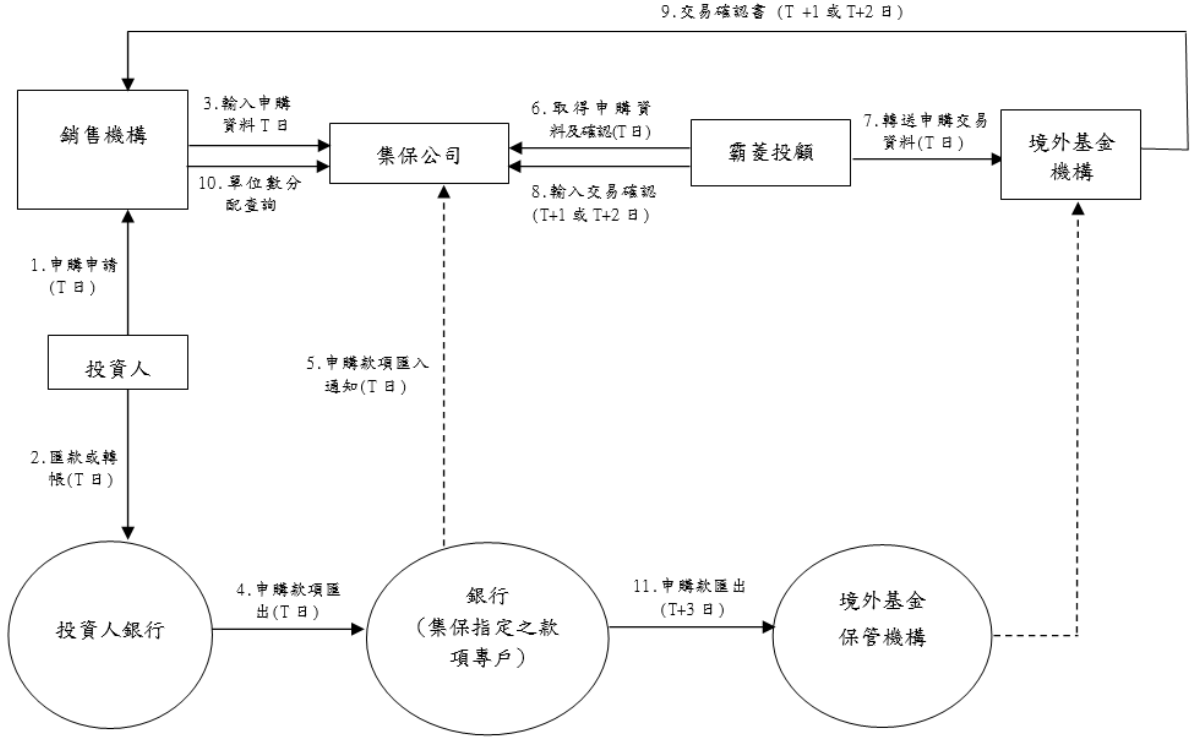 9.交易確認書 (T +1 或 T+2 日)
銷售機構
3.輸入申購
資料 T 日
10.單位數分
配查詢
集保公司
6.取得申購資
料及確認(T日)
8.輸入交易確認
(T+1 或 T+2 日)
霸菱投顧
7.轉送申購交易
資料(T日)
境外基金
機構
1.申購申請
(T 日)
投資人
5.申購款項匯入
通知(T 日)
2.匯款或轉
帳(T 日)
投資人銀行
4.申購款項匯
出(T 日)
銀行
(集保指定之款
項專戶)
11.申購款匯出
(T+3 日)
境外基金
保管機構